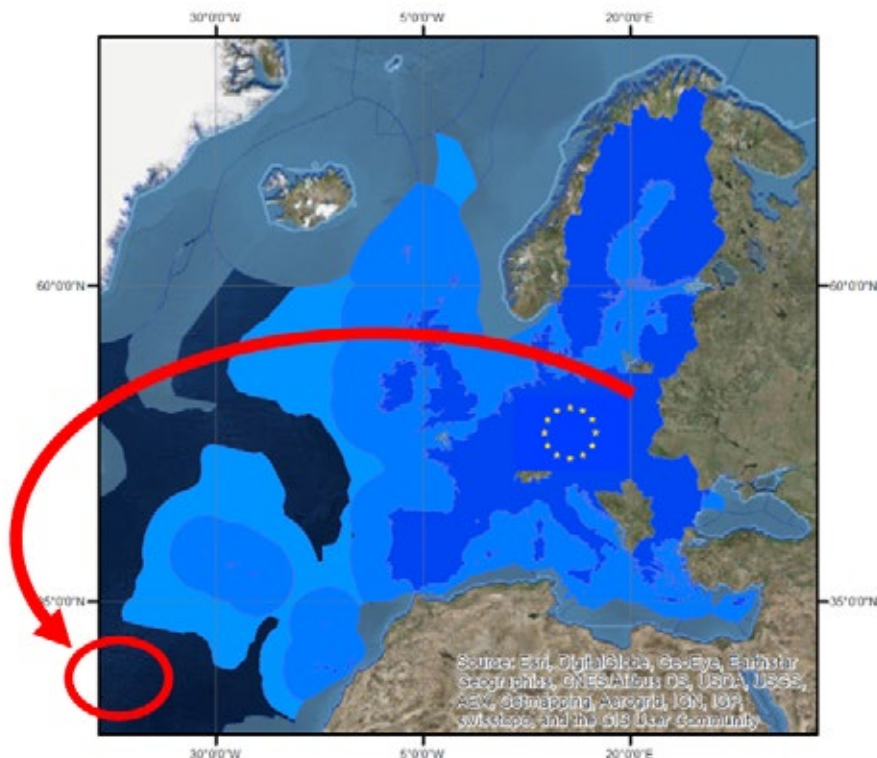 30°0'0"W 5°0'0"W 20°0'0"E
60°0'0"N 60°0'0"N
35°0'0"N 35°0'0"N
Source: Esri, DigitalGlobe, GeoEye, Earthstar
Geographics, CNES/Airbus DS, USDA, USGS,
AEX, Getmapping, Aerogrid, IGN, IGP,
swisstopo, and the GIS User Community
30°0'0"W 5°0'0"W 20°0'0"E